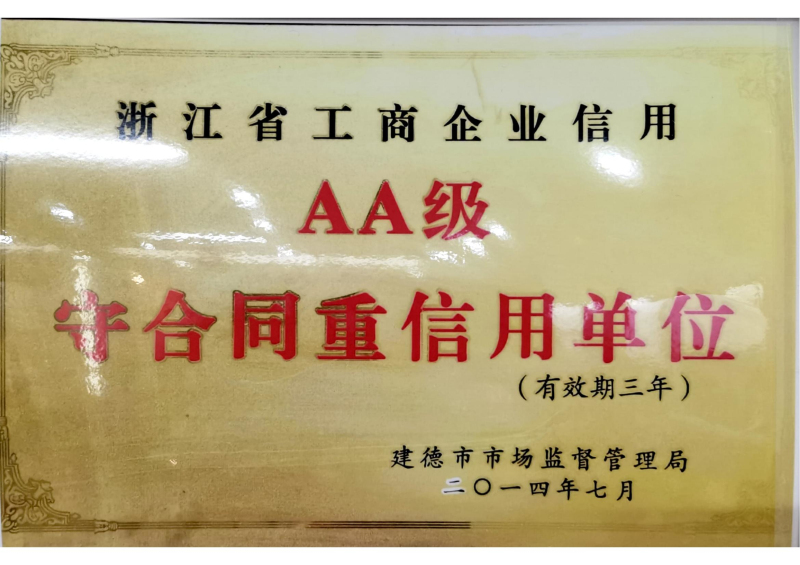 浙江省工商企业信用
AA级
守合同重信用单位
（有效期三年）
建德市市场监督管理局
二〇一四年七月